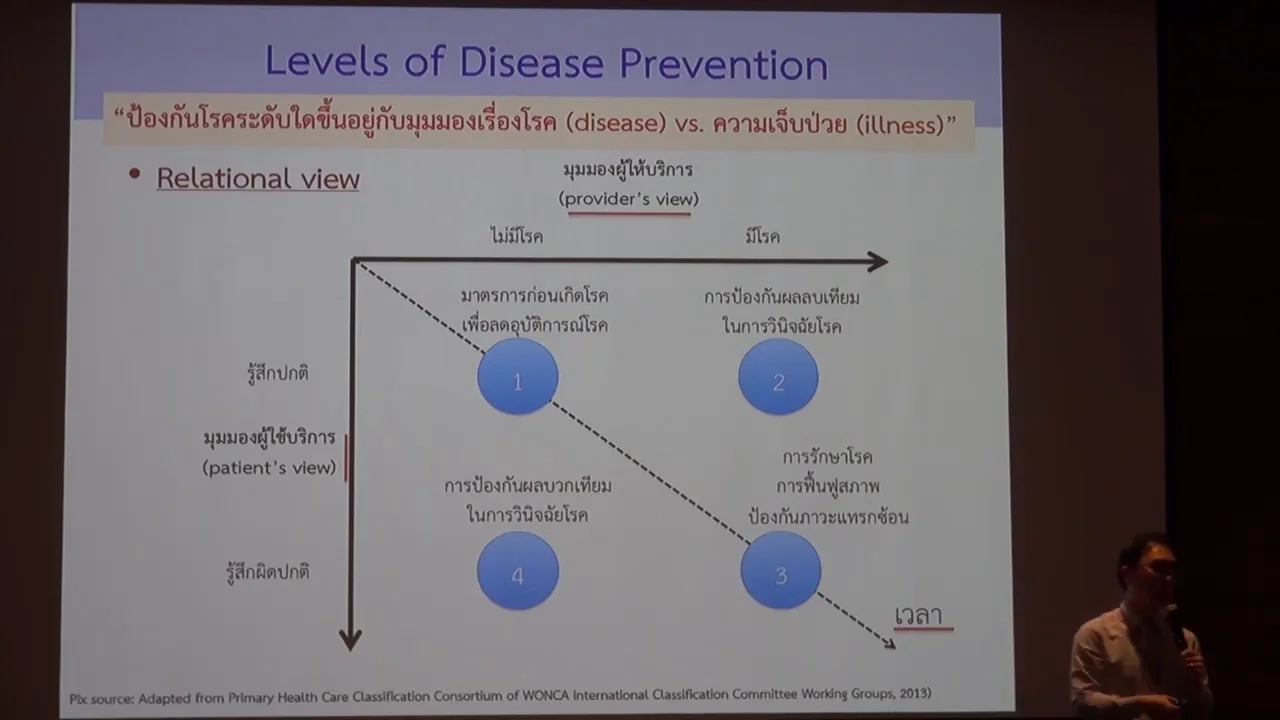 Levels of Disease Prevention
“ป้องกันโรคระดับใดขึ้นอยู่กับมุมมองเรื่องโรค (disease) vs. ความเจ็บป่วย (illness)”
• Relational view
มุมมองผู้ให้บริการ
(provider’s view)
ไม่มีโรค
มีโรค
มาตรการก่อนเกิดโรค
เพื่อลดอุบัติการณ์โรค
1
การป้องกันผลลบเทียม
ในการวินิจฉัยโรค
2
รู้สึกปกติ
มุมมองผู้ใช้บริการ
(patient’s view)
การป้องกันผลบวกเทียม
ในการวินิจฉัยโรค
4
การรักษาโรค
การฟื้นฟูสภาพ
ป้องกันภาวะแทรกซ้อน
3
รู้สึกผิดปกติ
เวลา
Pix source: Adapted from Primary Health Care Classification Consortium of WONCA International Classification Committee Working Groups, 2013)